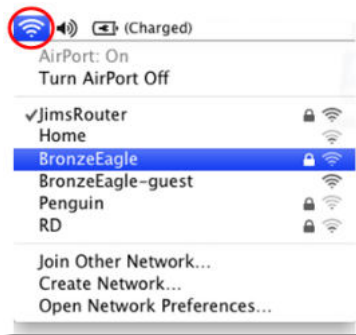 (Charged)
AirPort: On
Turn AirPort Off
✓JimsRouter
Home
BronzeEagle
BronzeEagle-guest
Penguin
RD
Join Other Network...
Create Network...
Open Network Preferences...